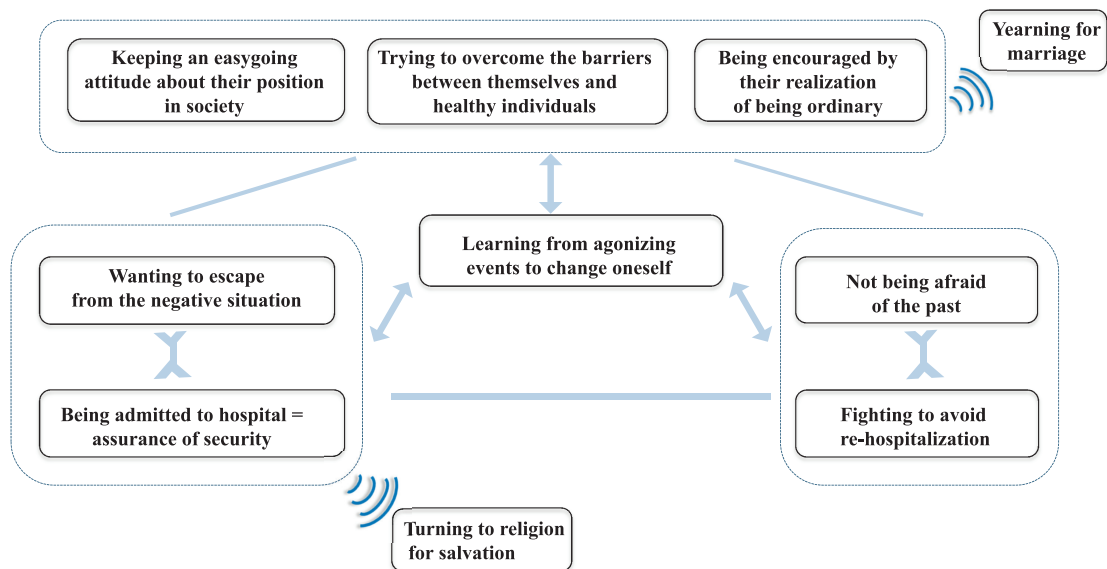 Keeping an easygoing
attitude about their position
in society
Trying to overcome the barriers
between themselves and
healthy individuals
Being encouraged by
their realization
of being ordinary
Yearning for
marriage
Learning from agonizing
events to change oneself
Wanting to escape
from the negative situation
Being admitted to hospital =
assurance of security
Not being afraid
of the past
Fighting to avoid
re-hospitalization
Turning to religion
for salvation